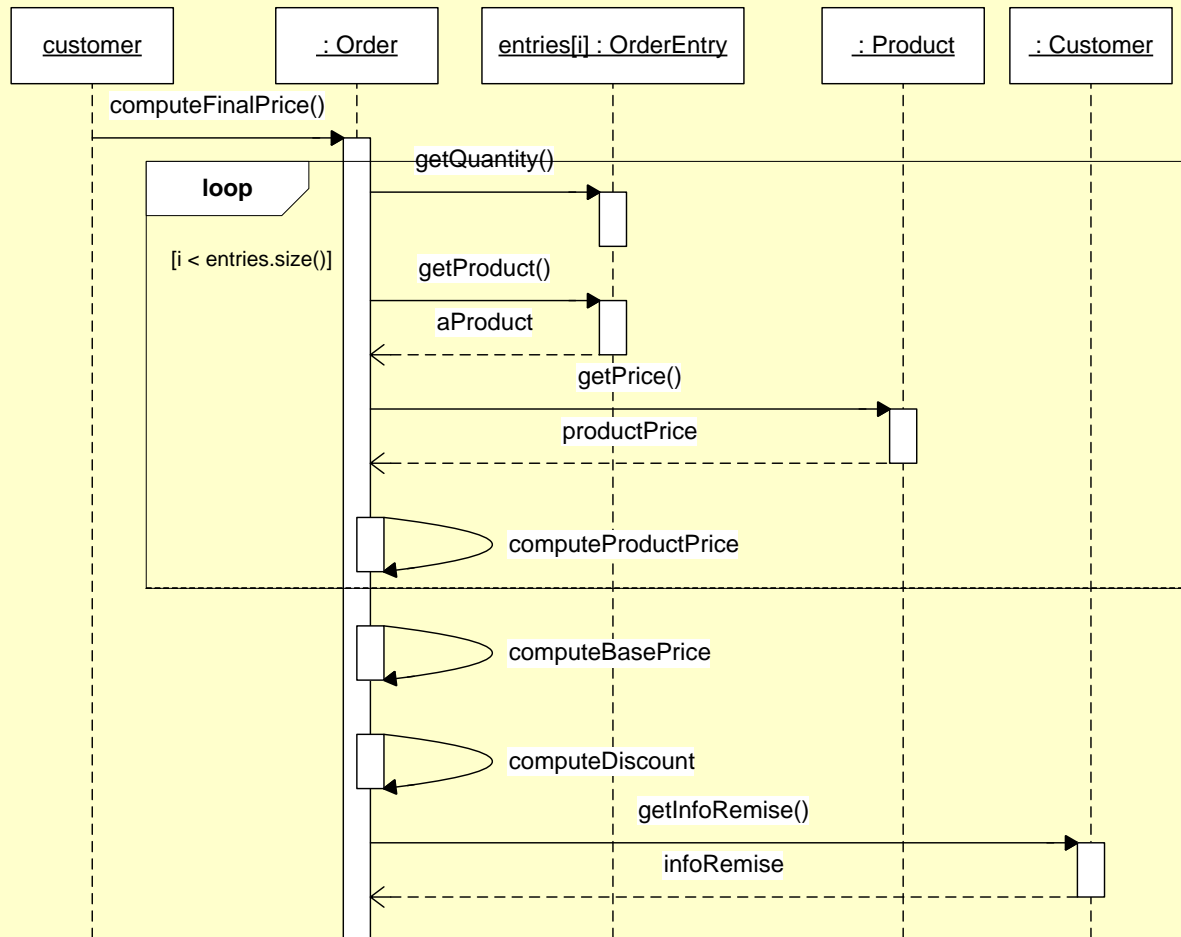 customer
: Order
entries[i] : OrderEntry
: Product
: Customer
computeFinalPrice()
getQuantity()
loop
[i < entries.size()]
getProduct()
aProduct
getPrice()
productPrice
computeProductPrice
computeBasePrice
computeDiscount
getInfoRemise()
infoRemise